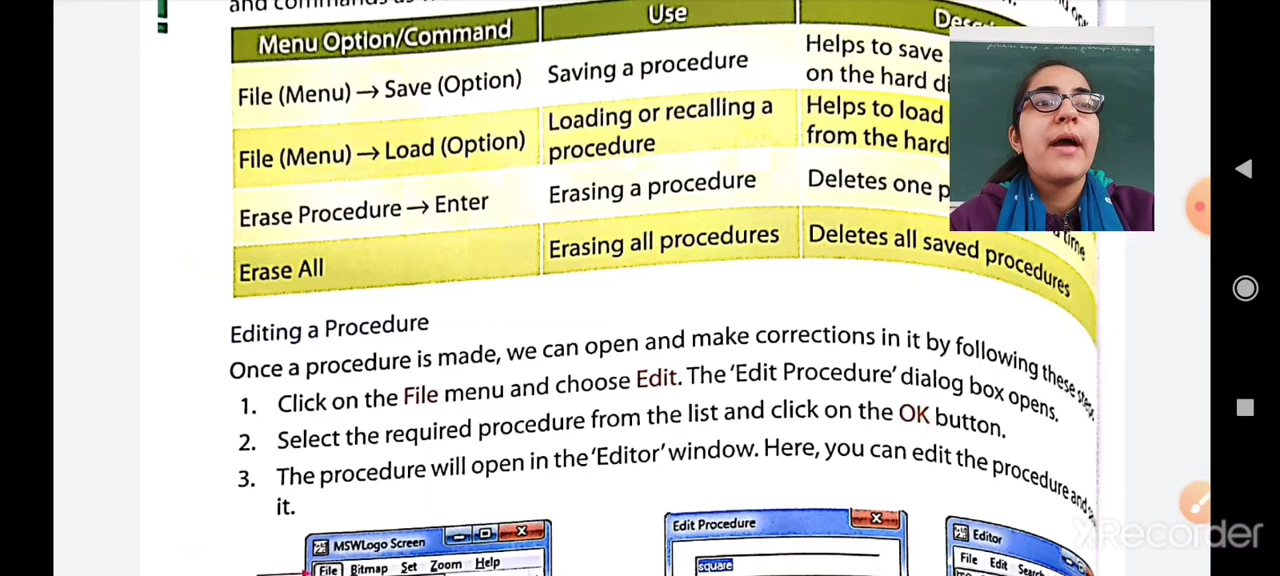 and commands
Menu Option/Command Use
File (Menu) → Save (Option) Saving a procedure Helps to save
on the hard
File (Menu) → Load (Option) Loading or recalling a procedure Helps to load
from the hard
Erase Procedure → Enter Erasing a procedure Deletes one
time
Erase All Erasing all procedures Deletes all saved procedures
Editing a Procedure
Once a procedure is made, we can open and make corrections in it by following these steps.
1. Click on the File menu and choose Edit. The 'Edit Procedure' dialog box opens.
2. Select the required procedure from the list and click on the OK button.
3. The procedure will open in the 'Editor' window. Here, you can edit the procedure and
it.
MSWLogo Screen
File Bitmap Set Zoom Help
Edit Procedure
square
Editor
File Edit
XRecorder